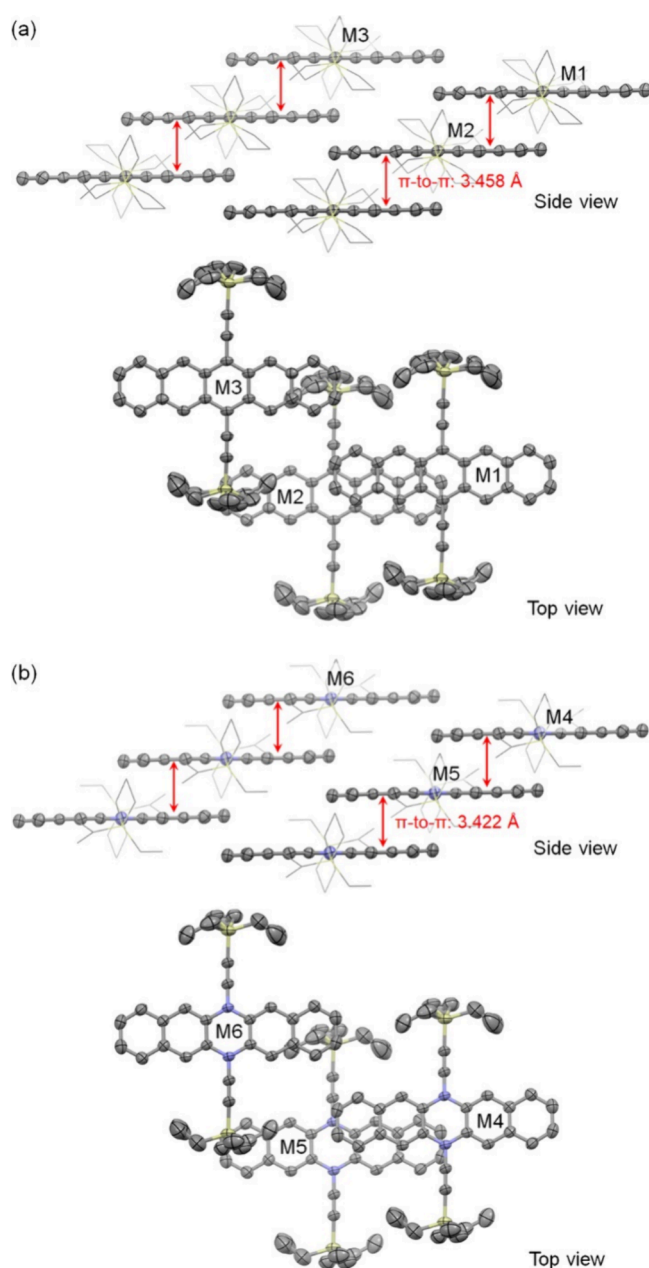 (a)
M3
M1
M2
π-to-π: 3.458 Å
Side view
M3
M2
M1
Top view
(b)
M6
M4
M5
π-to-π: 3.422 Å
Side view
M6
M5
M4
Top view